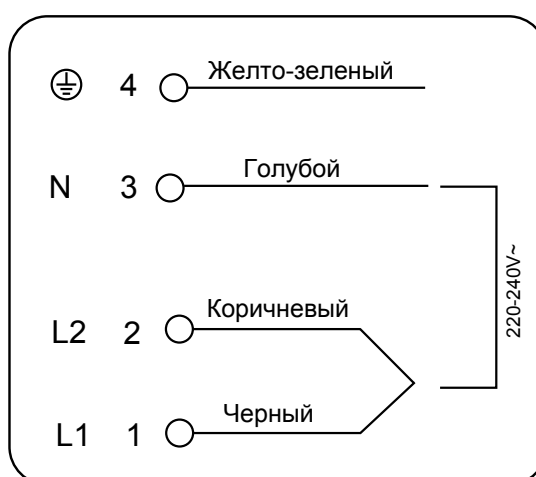 4 Желто-зеленый
N 3 Голубой
220-240V~
L2 2 Коричневый
L1 1 Черный